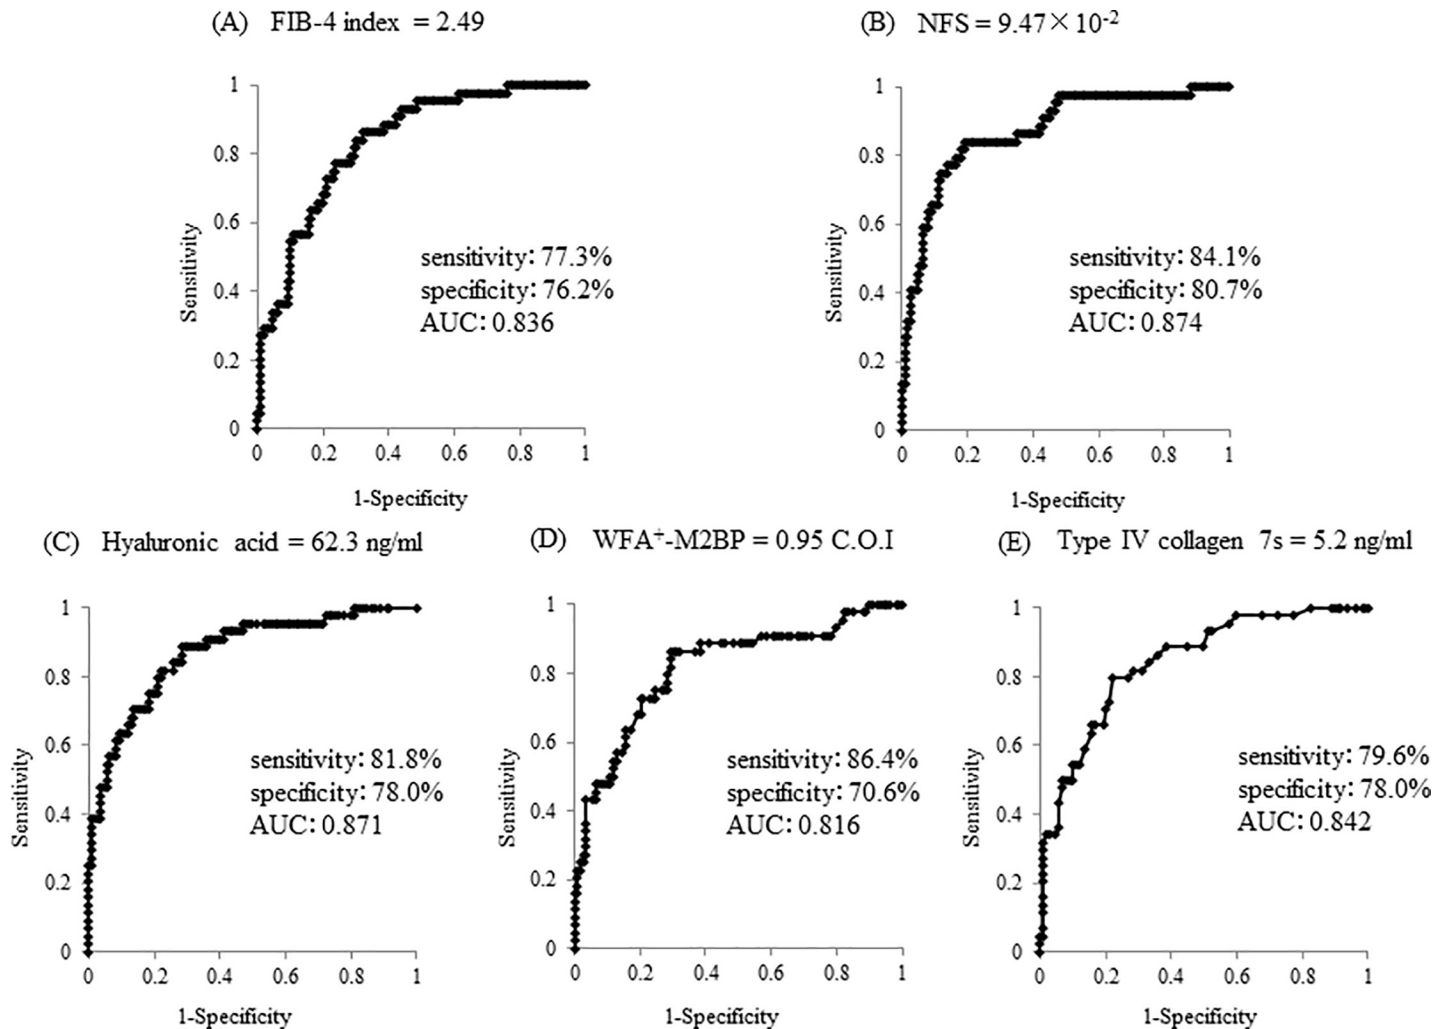 (A) FIB-4 index = 2.49
1
0.8
0.6
0.4
0.2
0
Sensitivity
sensitivity: 77.3%
specificity: 76.2%
AUC: 0.836
0 0.2 0.4 0.6 0.8 1
1-Specificity
(B) NFS = 9.47×10⁻²
1
0.8
0.6
0.4
0.2
0
Sensitivity
sensitivity: 84.1%
specificity: 80.7%
AUC: 0.874
0 0.2 0.4 0.6 0.8 1
1-Specificity
(C) Hyaluronic acid = 62.3 ng/ml
1
0.8
0.6
0.4
0.2
0
Sensitivity
sensitivity: 81.8%
specificity: 78.0%
AUC: 0.871
0 0.2 0.4 0.6 0.8 1
1-Specificity
(D) WFA⁺-M2BP = 0.95 C.O.I
1
0.8
0.6
0.4
0.2
0
Sensitivity
sensitivity: 86.4%
specificity: 70.6%
AUC: 0.816
0 0.2 0.4 0.6 0.8 1
1-Specificity
(E) Type IV collagen 7s = 5.2 ng/ml
1
0.8
0.6
0.4
0.2
0
Sensitivity
sensitivity: 79.6%
specificity: 78.0%
AUC: 0.842
0 0.2 0.4 0.6 0.8 1
1-Specificity